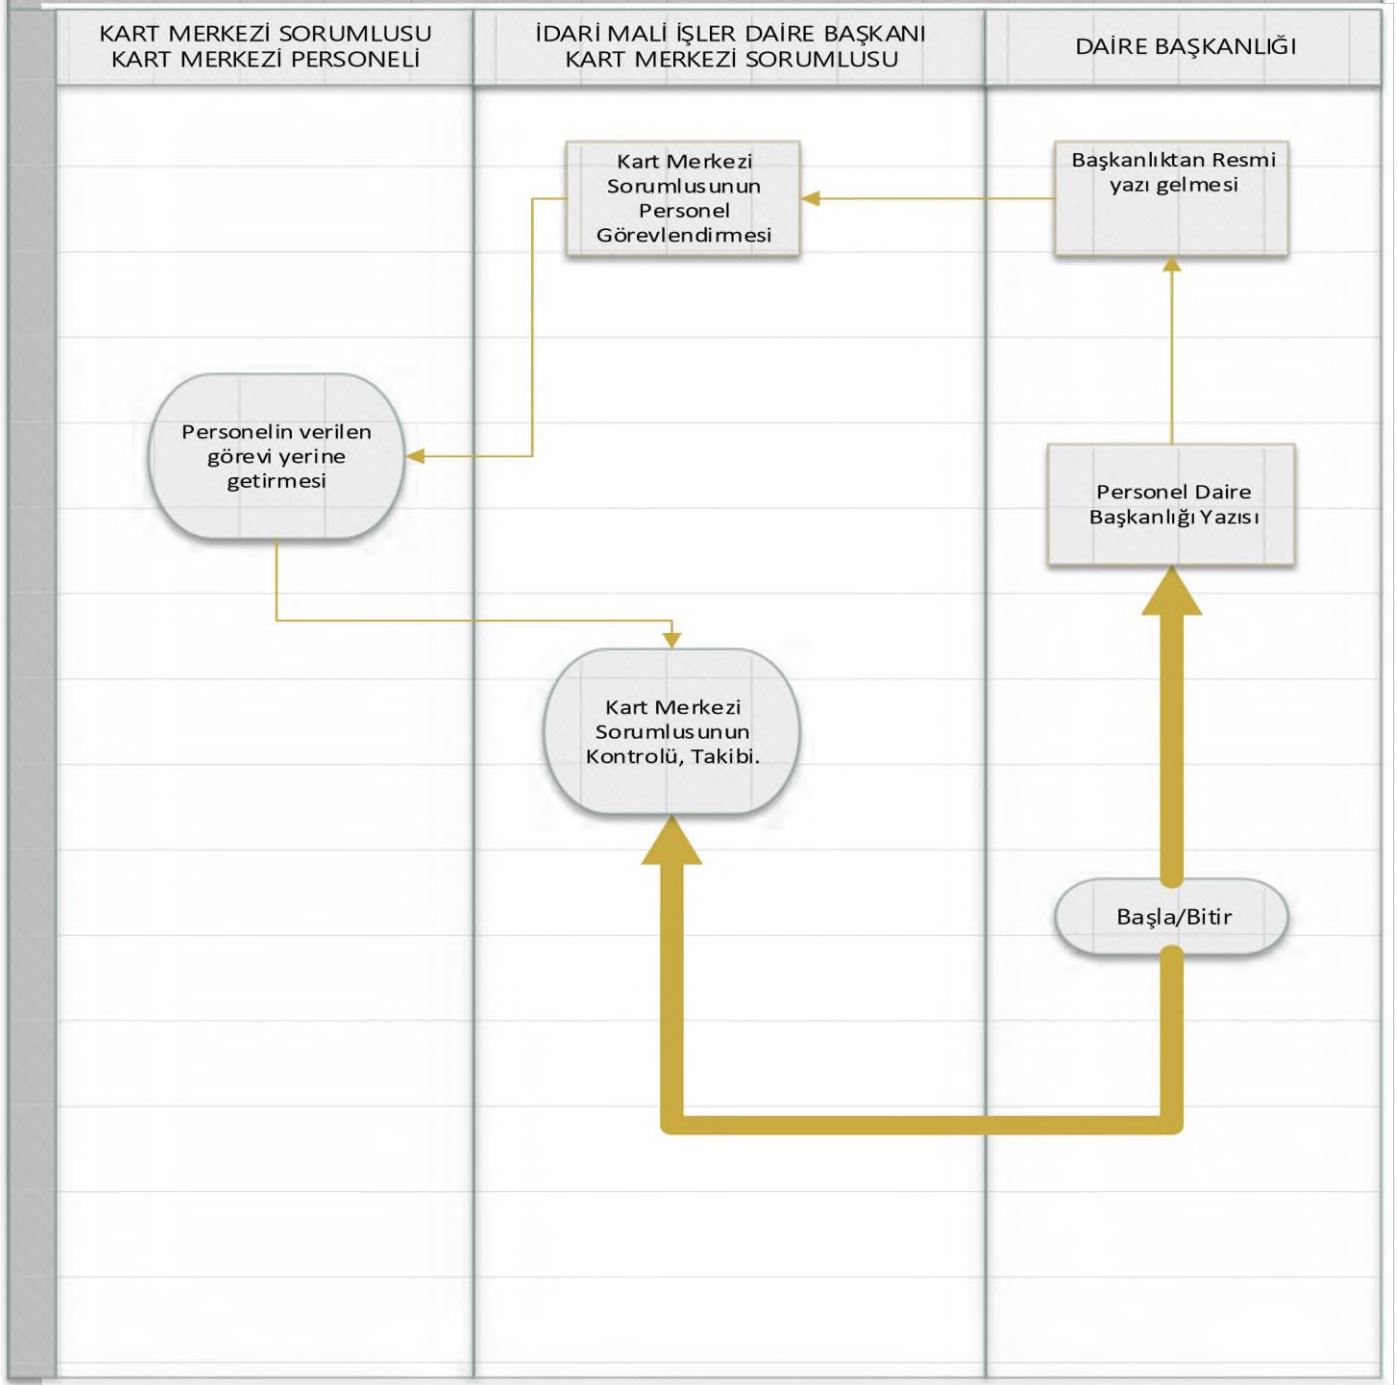 KART MERKEZİ SORUMLUSU
KART MERKEZİ PERSONELİ
İDARİ MALİ İŞLER DAİRE BAŞKANI
KART MERKEZİ SORUMLUSU
DAİRE BAŞKANLIĞI
Kart Merkezi
Sorumlusunun
Personel
Görevlendirmesi
Başkanlıktan Resmi
yazı gelmesi
Personelin verilen
görevi yerine
getirmesi
Personel Daire
Başkanlığı Yazısı
Kart Merkezi
Sorumlusunun
Kontrolü, Takibi.
Başla/Bitir